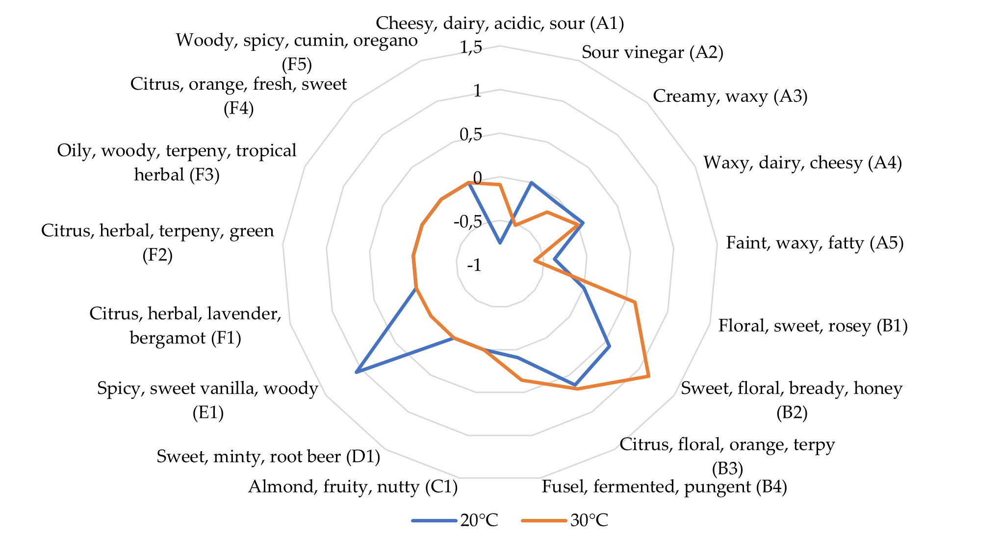 Cheesy, dairy, acidic, sour (A1)
Sour vinegar (A2)
Creamy, waxy (A3)
Waxy, dairy, cheesy (A4)
Faint, waxy, fatty (A5)
Floral, sweet, rosey (B1)
Sweet, floral, bready, honey
(B2)
Citrus, floral, orange, terpy
(B3)
Fusel, fermented, pungent (B4)
Almond, fruity, nutty (C1)
Sweet, minty, root beer (D1)
Spicy, sweet vanilla, woody
(E1)
Citrus, herbal, lavender,
bergamot (F1)
Citrus, herbal, terpeny, green
(F2)
Oily, woody, terpeny, tropical
herbal (F3)
Citrus, orange, fresh, sweet
(F4)
Woody, spicy, cumin, oregano
(F5)
1,5
1
0,5
0
-0,5
-1
20°C
30°C